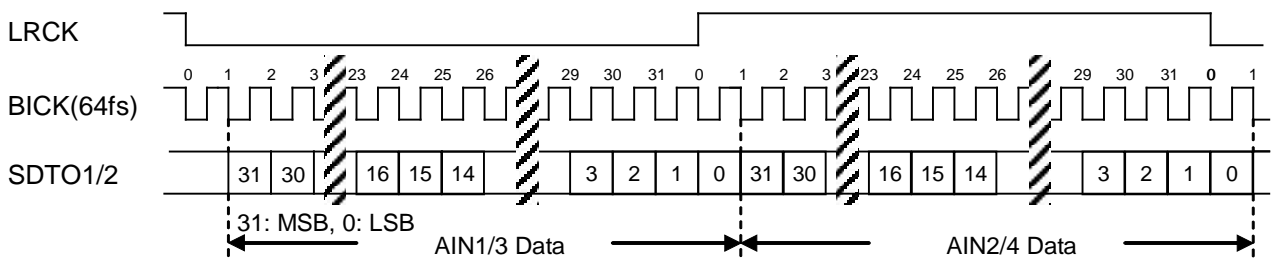 LRCK
0 1 2 3 23 24 25 26 29 30 31 0 1 2 3 23 24 25 26 29 30 31 0 1
BICK(64fs)
SDTO1/2 31 30 16 15 14 3 2 1 0 31 30 16 15 14 3 2 1 0
31: MSB, 0: LSB
AIN1/3 Data AIN2/4 Data